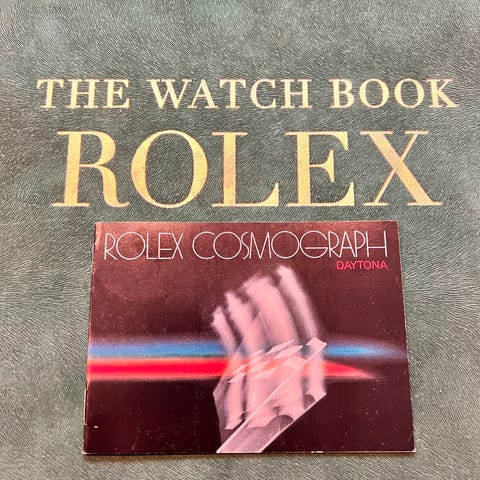 THE WATCH BOOK
ROLEX
ROLEX COSMOGRAPH
DAYTONA